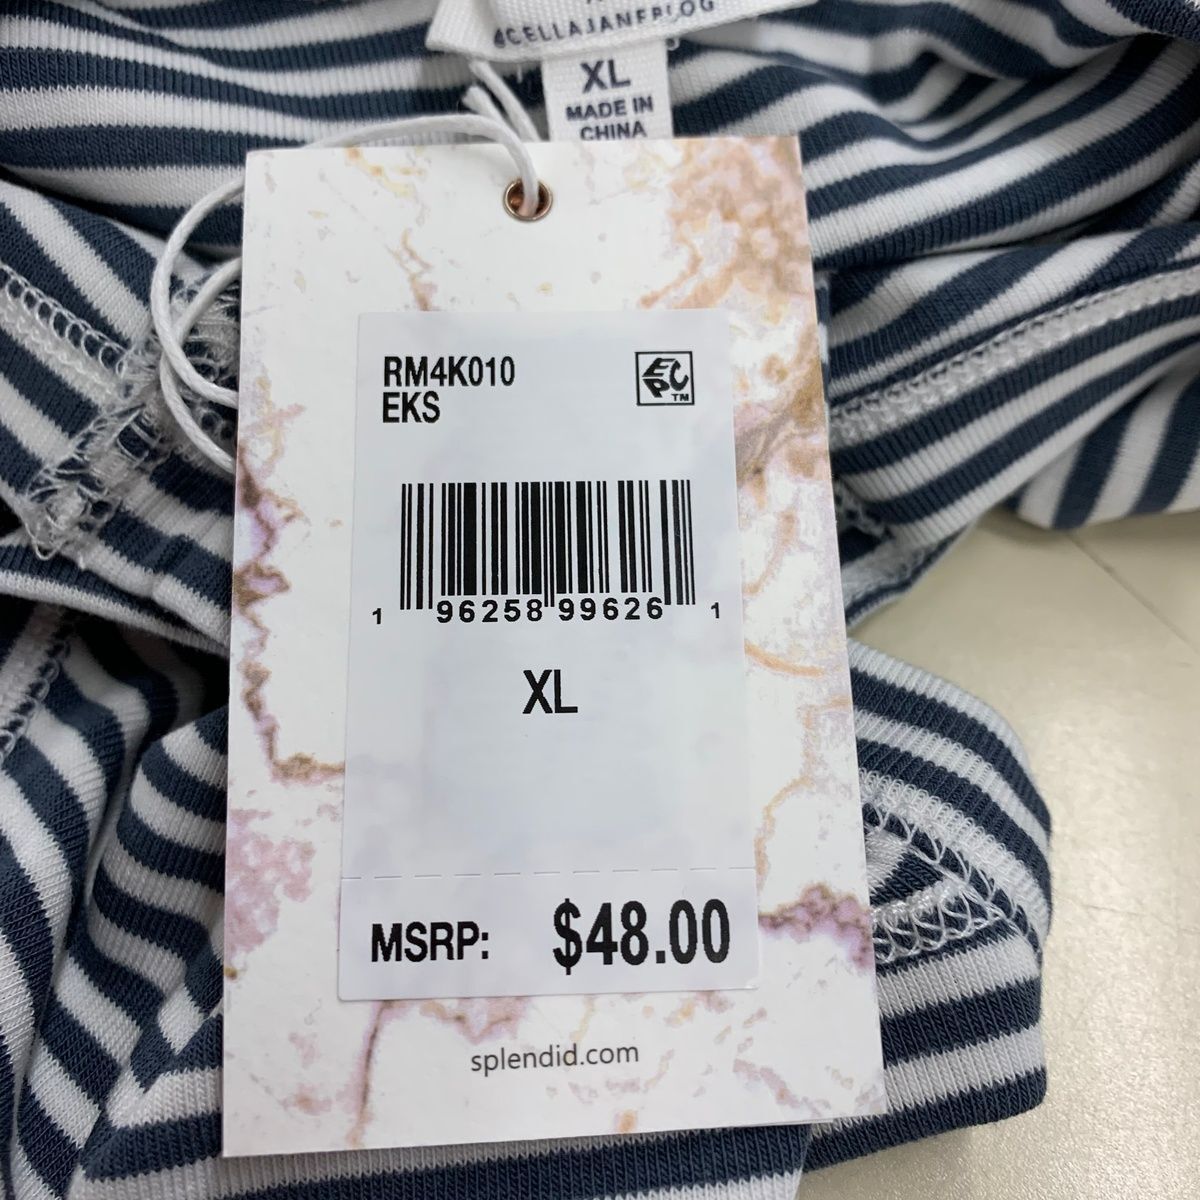 @CELLAJANEBLOG
XL
MADE IN
CHINA
RM4K010
EKS
EPC
TM
1 96258 99626 1
XL
MSRP: $48.00
splendid.com